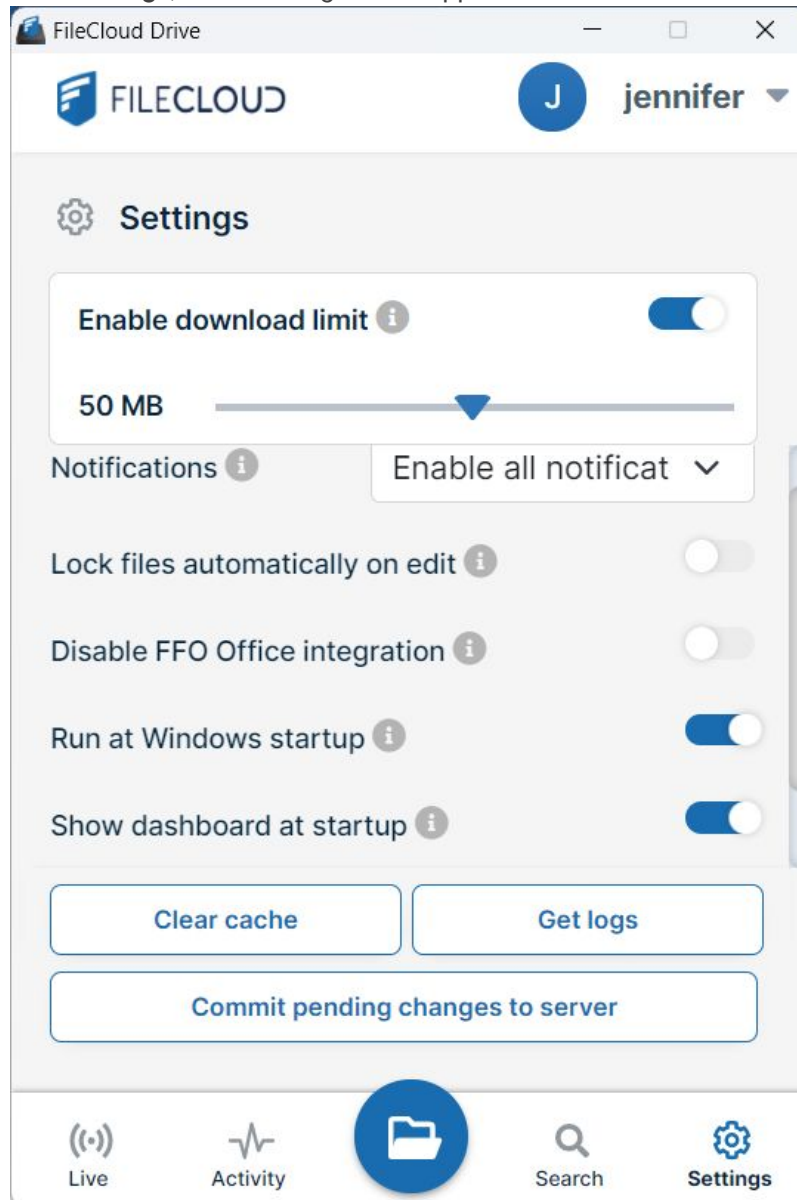 FileCloud Drive
FILECLOUD
J jennifer
Settings
Enable download limit i
50 MB
Notifications i Enable all notificat
Lock files automatically on edit i
Disable FFO Office integration i
Run at Windows startup i
Show dashboard at startup i
Clear cache Get logs
Commit pending changes to server
Live Activity Search Settings